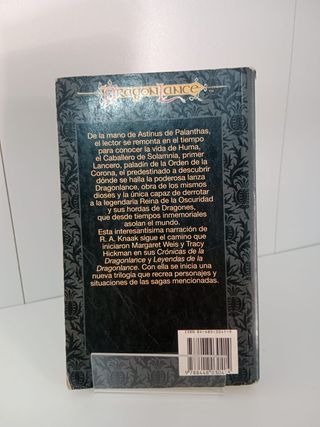 DRAGONLANCE
De la mano de Astinus de Palanthas,
el lector se remonta en el tiempo
para conocer la vida de Huma,
el Caballero de Solamnia, primer
Lancero, paladín de la Orden de la
Corona, el predestinado a descubrir
dónde se halla la poderosa lanza
Dragonlance, obra de los mismos
dioses y la única capaz de derrotar
a la legendaria Reina de la Oscuridad
y sus hordas de Dragones,
que desde tiempos inmemoriales
asolan el mundo.
Esta interesantísima narración de
R. A. Knaak sigue el camino que
iniciaron Margaret Weis y Tracy
Hickman en sus Crónicas de la
Dragonlance y Leyendas de la
Dragonlance. Con ella se inicia una
nueva trilogía que recrea personajes y
situaciones de las sagas mencionadas.